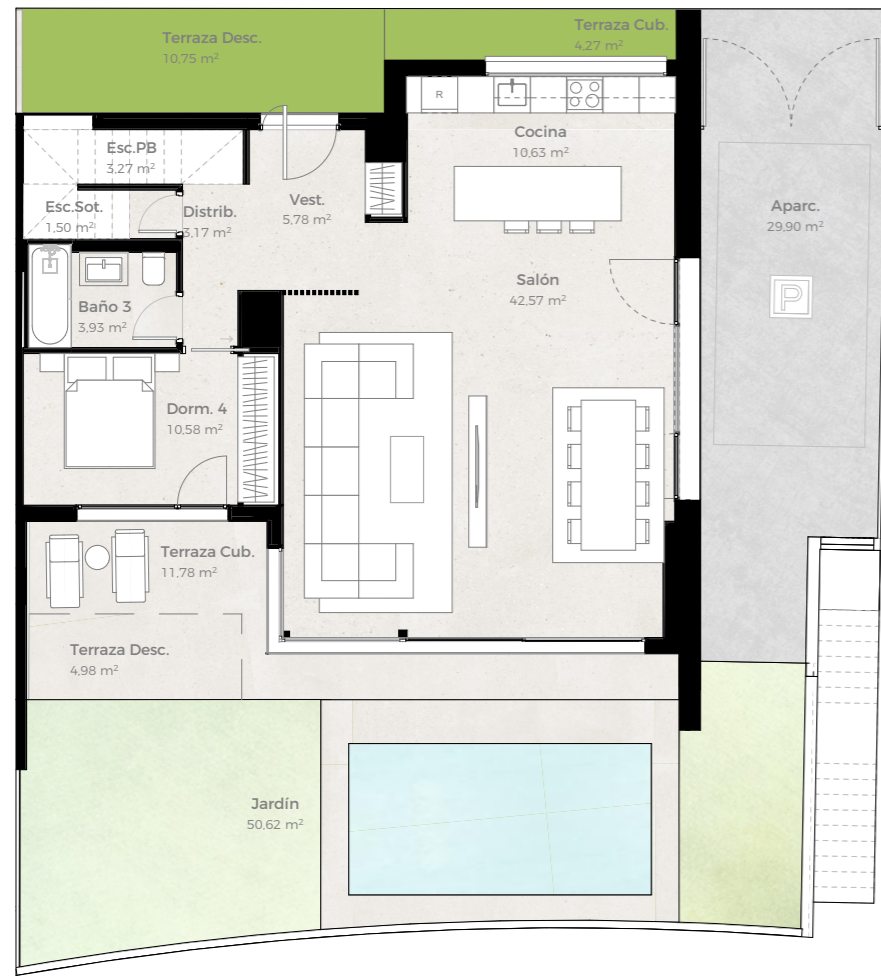 Terraza Desc.
10,75 m²
Terraza Cub.
4,27 m²
R
Cocina
10,63 m²
Esc.PB
3,27 m²
Vest.
5,78 m²
Esc.Sot.
1,50 m²
Distrib.
3,17 m²
Aparc.
29,90 m²
Salón
42,57 m²
P
Baño 3
3,93 m²
Dorm. 4
10,58 m²
Terraza Cub.
11,78 m²
Terraza Desc.
4,98 m²
Jardín
50,62 m²